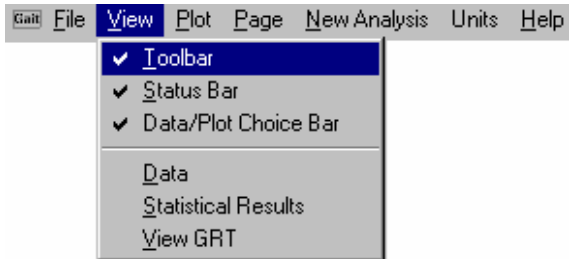 Gait File View Plot Page New Analysis Units Help
Toolbar
Status Bar
Data/Plot Choice Bar
Data
Statistical Results
View GRT